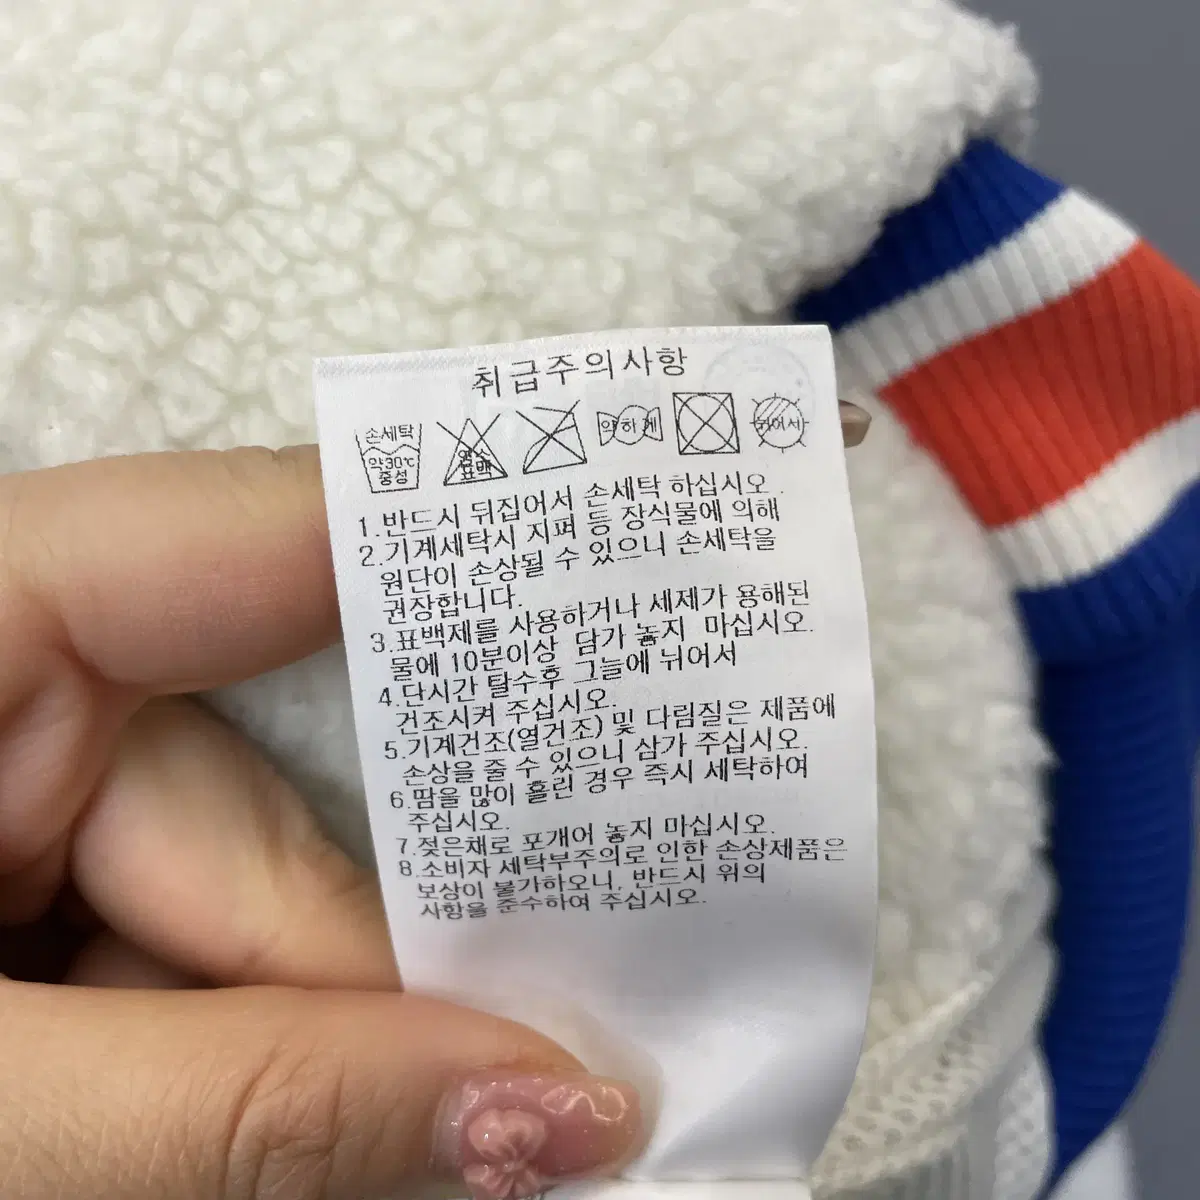 취급주의사항
손세탁
약30℃
중성
염소
표백
약하게
뉘어서
1.반드시 뒤집어서 손세탁 하십시오.
2.기계세탁시 지퍼 등 장식물에 의해
원단이 손상될 수 있으니 손세탁을
권장합니다.
3.표백제를 사용하거나 세제가 용해된
물에 10분이상 담가 놓지 마십시오.
4.단시간 탈수후 그늘에 뉘어서
건조시켜 주십시오.
5.기계건조(열건조) 및 다림질은 제품에
손상을 줄 수 있으니 삼가 주십시오.
6.땀을 많이 흘린 경우 즉시 세탁하여
주십시오.
7.젖은채로 포개어 놓지 마십시오.
8.소비자 세탁부주의로 인한 손상제품은
보상이 불가하오니, 반드시 위의
사항을 준수하여 주십시오.